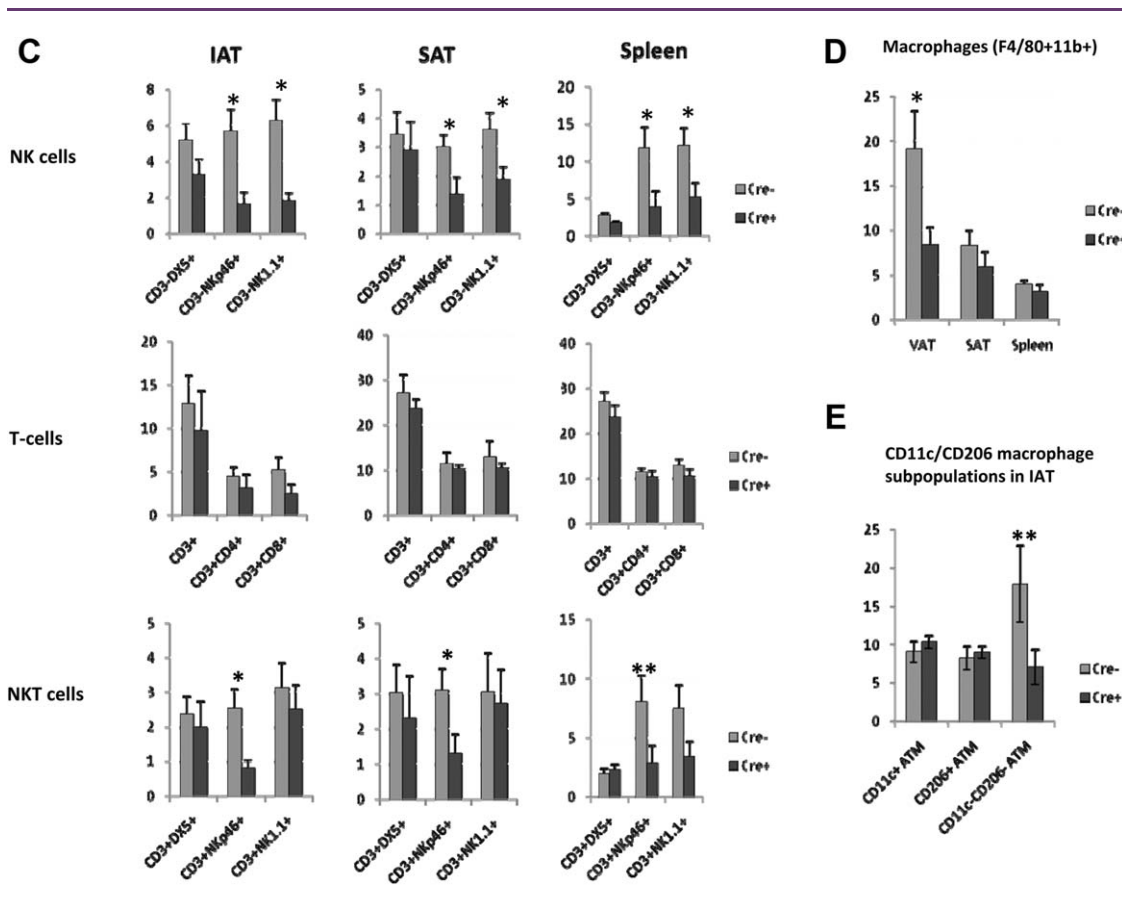 C
IAT
SAT
Spleen
NK cells
8
6
4
2
0
*
*
CD3-DX5+
CD3-NKp46+
CD3-NK1.1+
5
4
3
2
1
0
*
*
CD3-DX5+
CD3-NKp46+
CD3-NK1.1+
20
15
10
5
0
*
*
CD3-DX5+
CD3-NKp46+
CD3-NK1.1+
Cre-
Cre+
T-cells
20
15
10
5
0
CD3+
CD3+CD4+
CD3+CD8+
40
30
20
10
0
CD3+
CD3+CD4+
CD3+CD8+
40
30
20
10
0
CD3+
CD3+CD4+
CD3+CD8+
Cre-
Cre+
NKT cells
5
4
3
2
1
0
*
CD3+DX5+
CD3+NKp46+
CD3+NK1.1+
5
4
3
2
1
0
*
CD3+DX5+
CD3+NKp46+
CD3+NK1.1+
15
10
5
0
**
CD3+DX5+
CD3+NKp46+
CD3+NK1.1+
Cre-
Cre+
D
Macrophages (F4/80+11b+)
25
20
15
10
5
0
*
VAT
SAT
Spleen
Cre-
Cre+
E
CD11c/CD206 macrophage
subpopulations in IAT
25
20
15
10
5
0
**
CD11c+ ATM
CD206+ ATM
CD11c-CD206- ATM
Cre-
Cre+